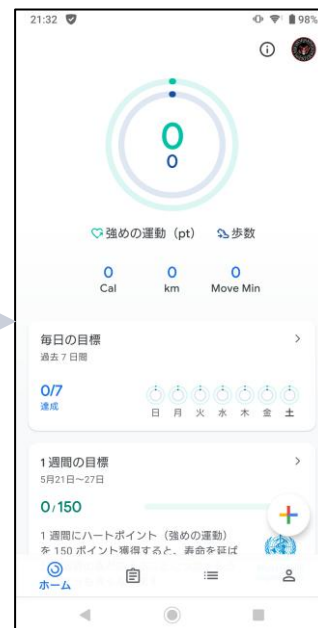 21:32
98%
0
0
強めの運動（pt）
歩数
0
0
0
Cal
km
Move Min
毎日の目標
過去 7 日間
0/7
達成
日 月 火 水 木 金 土
1 週間の目標
5月21日～27日
0/150
1 週間にハートポイント（強めの運動）
を 150 ポイント獲得すると、寿命を延ば
ホーム